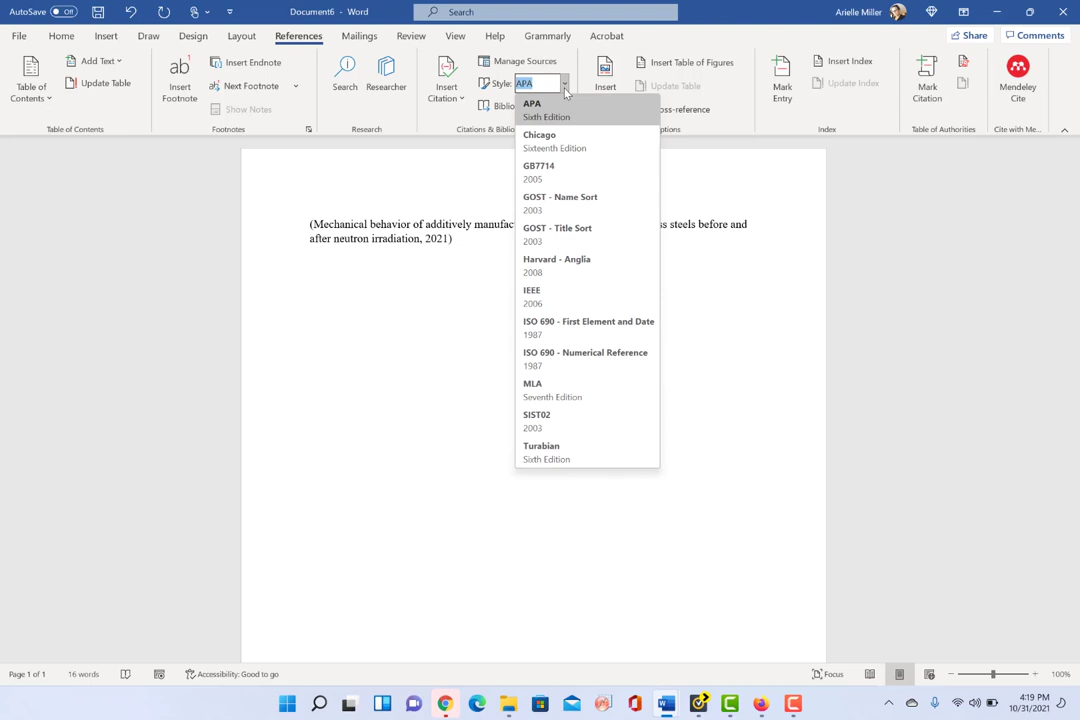 AutoSave Off Document6 - Word Search Arielle Miller
File Home Insert Draw Design Layout References Mailings Review View Help Grammarly Acrobat Share Comments
Table of
Contents
Add Text
Update Table
Table of Contents
ab
Insert
Footnote
Insert Endnote
Next Footnote
Show Notes
Footnotes
Search
Researcher
Research
Insert
Citation
Manage Sources
Style: APA
Biblio
Citations & Biblio
Insert
Insert Table of Figures
Update Table
oss-reference
ptions
Mark
Entry
Insert Index
Update Index
Index
Mark
Citation
Table of Authorities
Mendeley
Cite
Cite with Me...
APA
Sixth Edition
Chicago
Sixteenth Edition
GB7714
2005
GOST - Name Sort
2003
GOST - Title Sort
2003
Harvard - Anglia
2008
IEEE
2006
ISO 690 - First Element and Date
1987
ISO 690 - Numerical Reference
1987
MLA
Seventh Edition
SIST02
2003
Turabian
Sixth Edition
(Mechanical behavior of additively manufac ss steels before and
after neutron irradiation, 2021)
Page 1 of 1 16 words Accessibility: Good to go Focus 100%
4:19 PM
10/31/2021